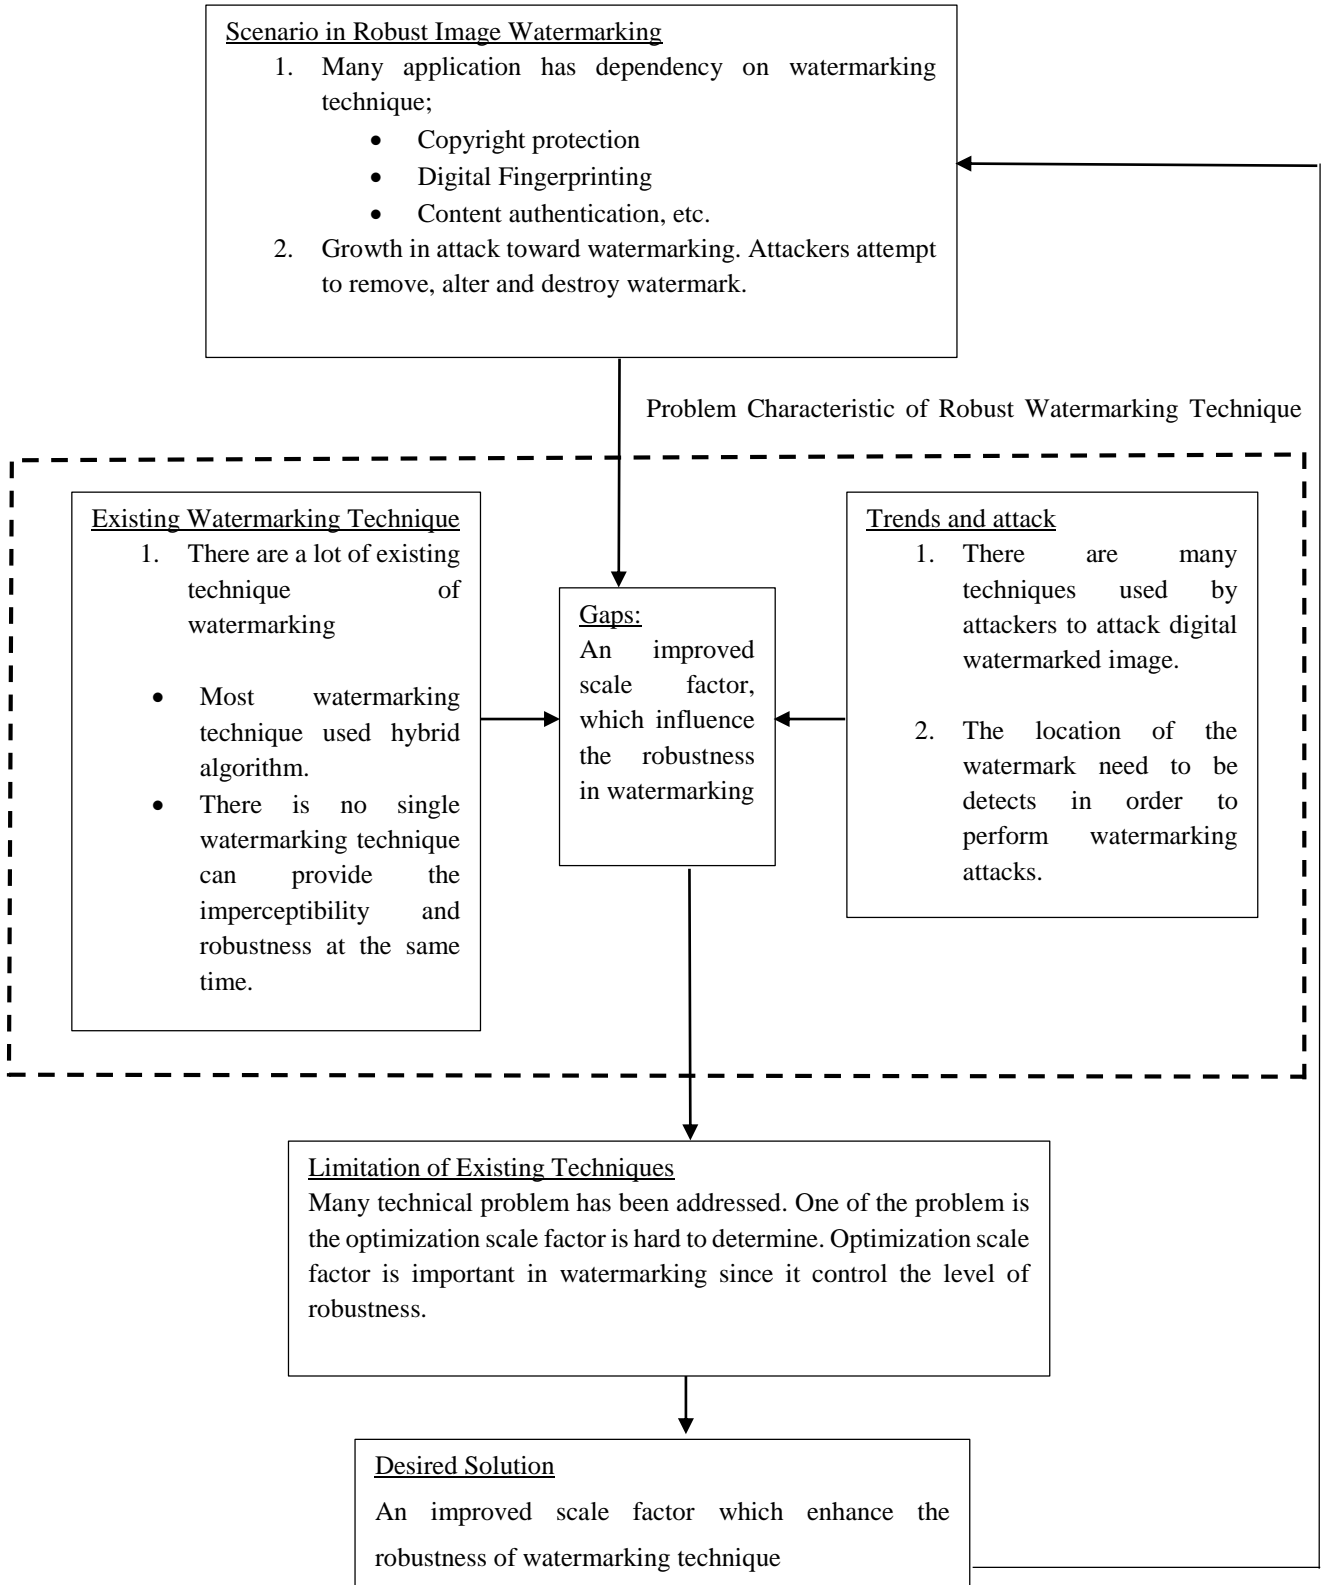 Scenario in Robust Image Watermarking
1. Many application has dependency on watermarking
technique;
• Copyright protection
• Digital Fingerprinting
• Content authentication, etc.
2. Growth in attack toward watermarking. Attackers attempt
to remove, alter and destroy watermark.
Problem Characteristic of Robust Watermarking Technique
Existing Watermarking Technique
1. There are a lot of existing
technique of
watermarking
• Most watermarking
technique used hybrid
algorithm.
• There is no single
watermarking technique
can provide the
imperceptibility and
robustness at the same
time.
Gaps:
An improved
scale factor,
which influence
the robustness
in watermarking
Trends and attack
1. There are many
techniques used by
attackers to attack digital
watermarked image.
2. The location of the
watermark need to be
detects in order to
perform watermarking
attacks.
Limitation of Existing Techniques
Many technical problem has been addressed. One of the problem is
the optimization scale factor is hard to determine. Optimization scale
factor is important in watermarking since it control the level of
robustness.
Desired Solution
An improved scale factor which enhance the
robustness of watermarking technique